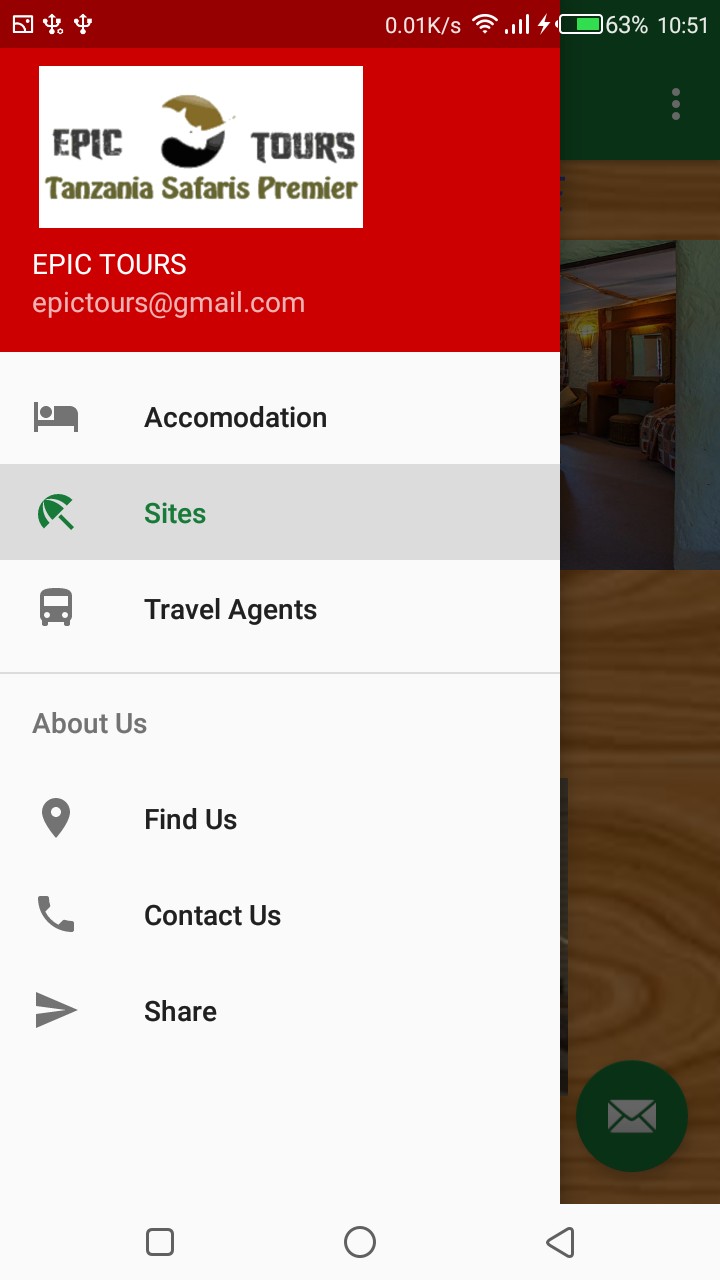 0.01K/s 63% 10:51
EPIC TOURS
Tanzania Safaris Premier
EPIC TOURS
epictours@gmail.com
Accomodation
Sites
Travel Agents
About Us
Find Us
Contact Us
Share